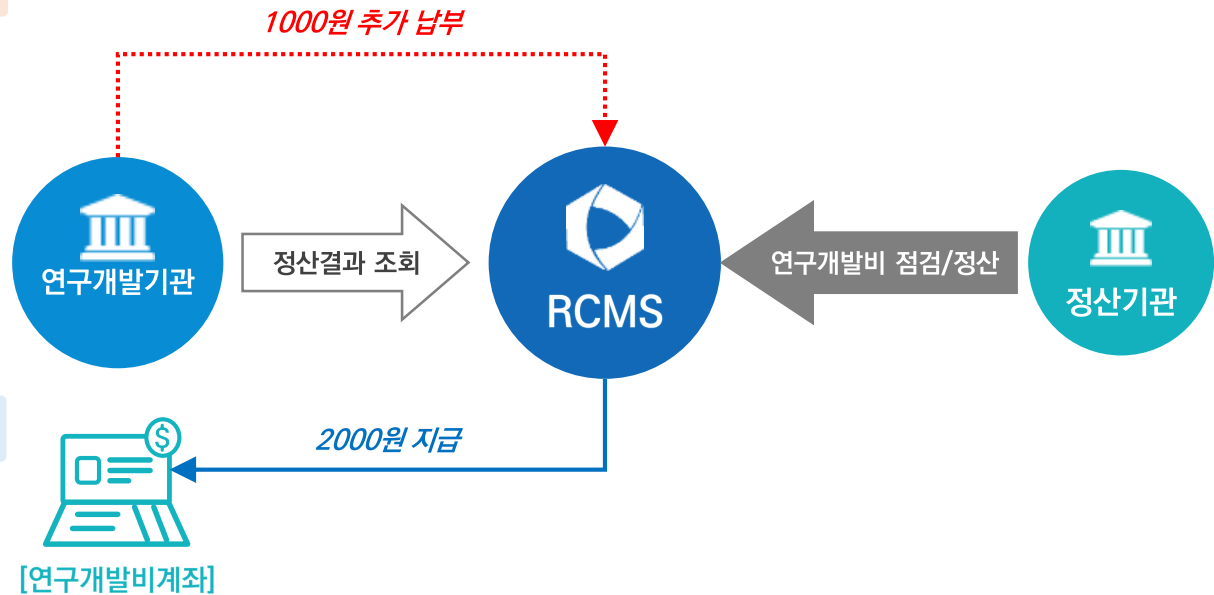 1000원 추가 납부
연구개발기관
정산결과 조회
RCMS
연구개발비 점검/정산
정산기관
2000원 지급
$
[연구개발비계좌]